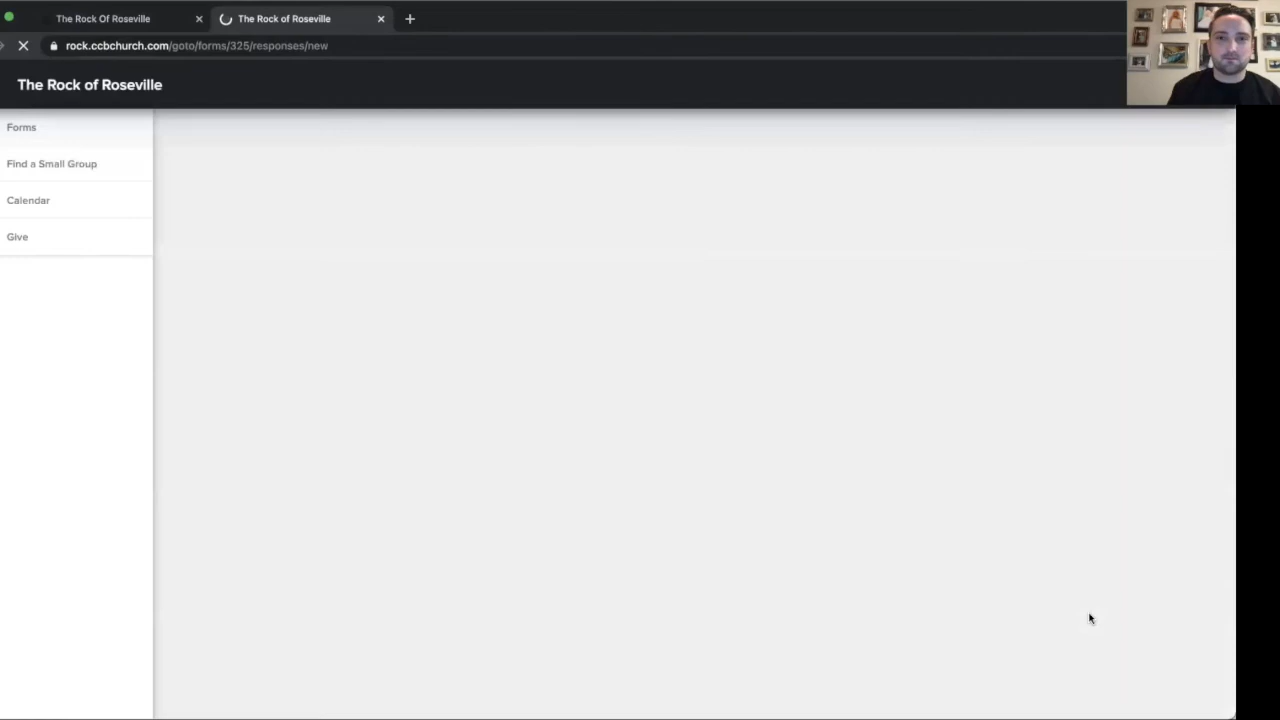 The Rock Of Roseville
The Rock of Roseville
rock.ccbchurch.com/goto/forms/325/responses/new
The Rock of Roseville
Forms
Find a Small Group
Calendar
Give